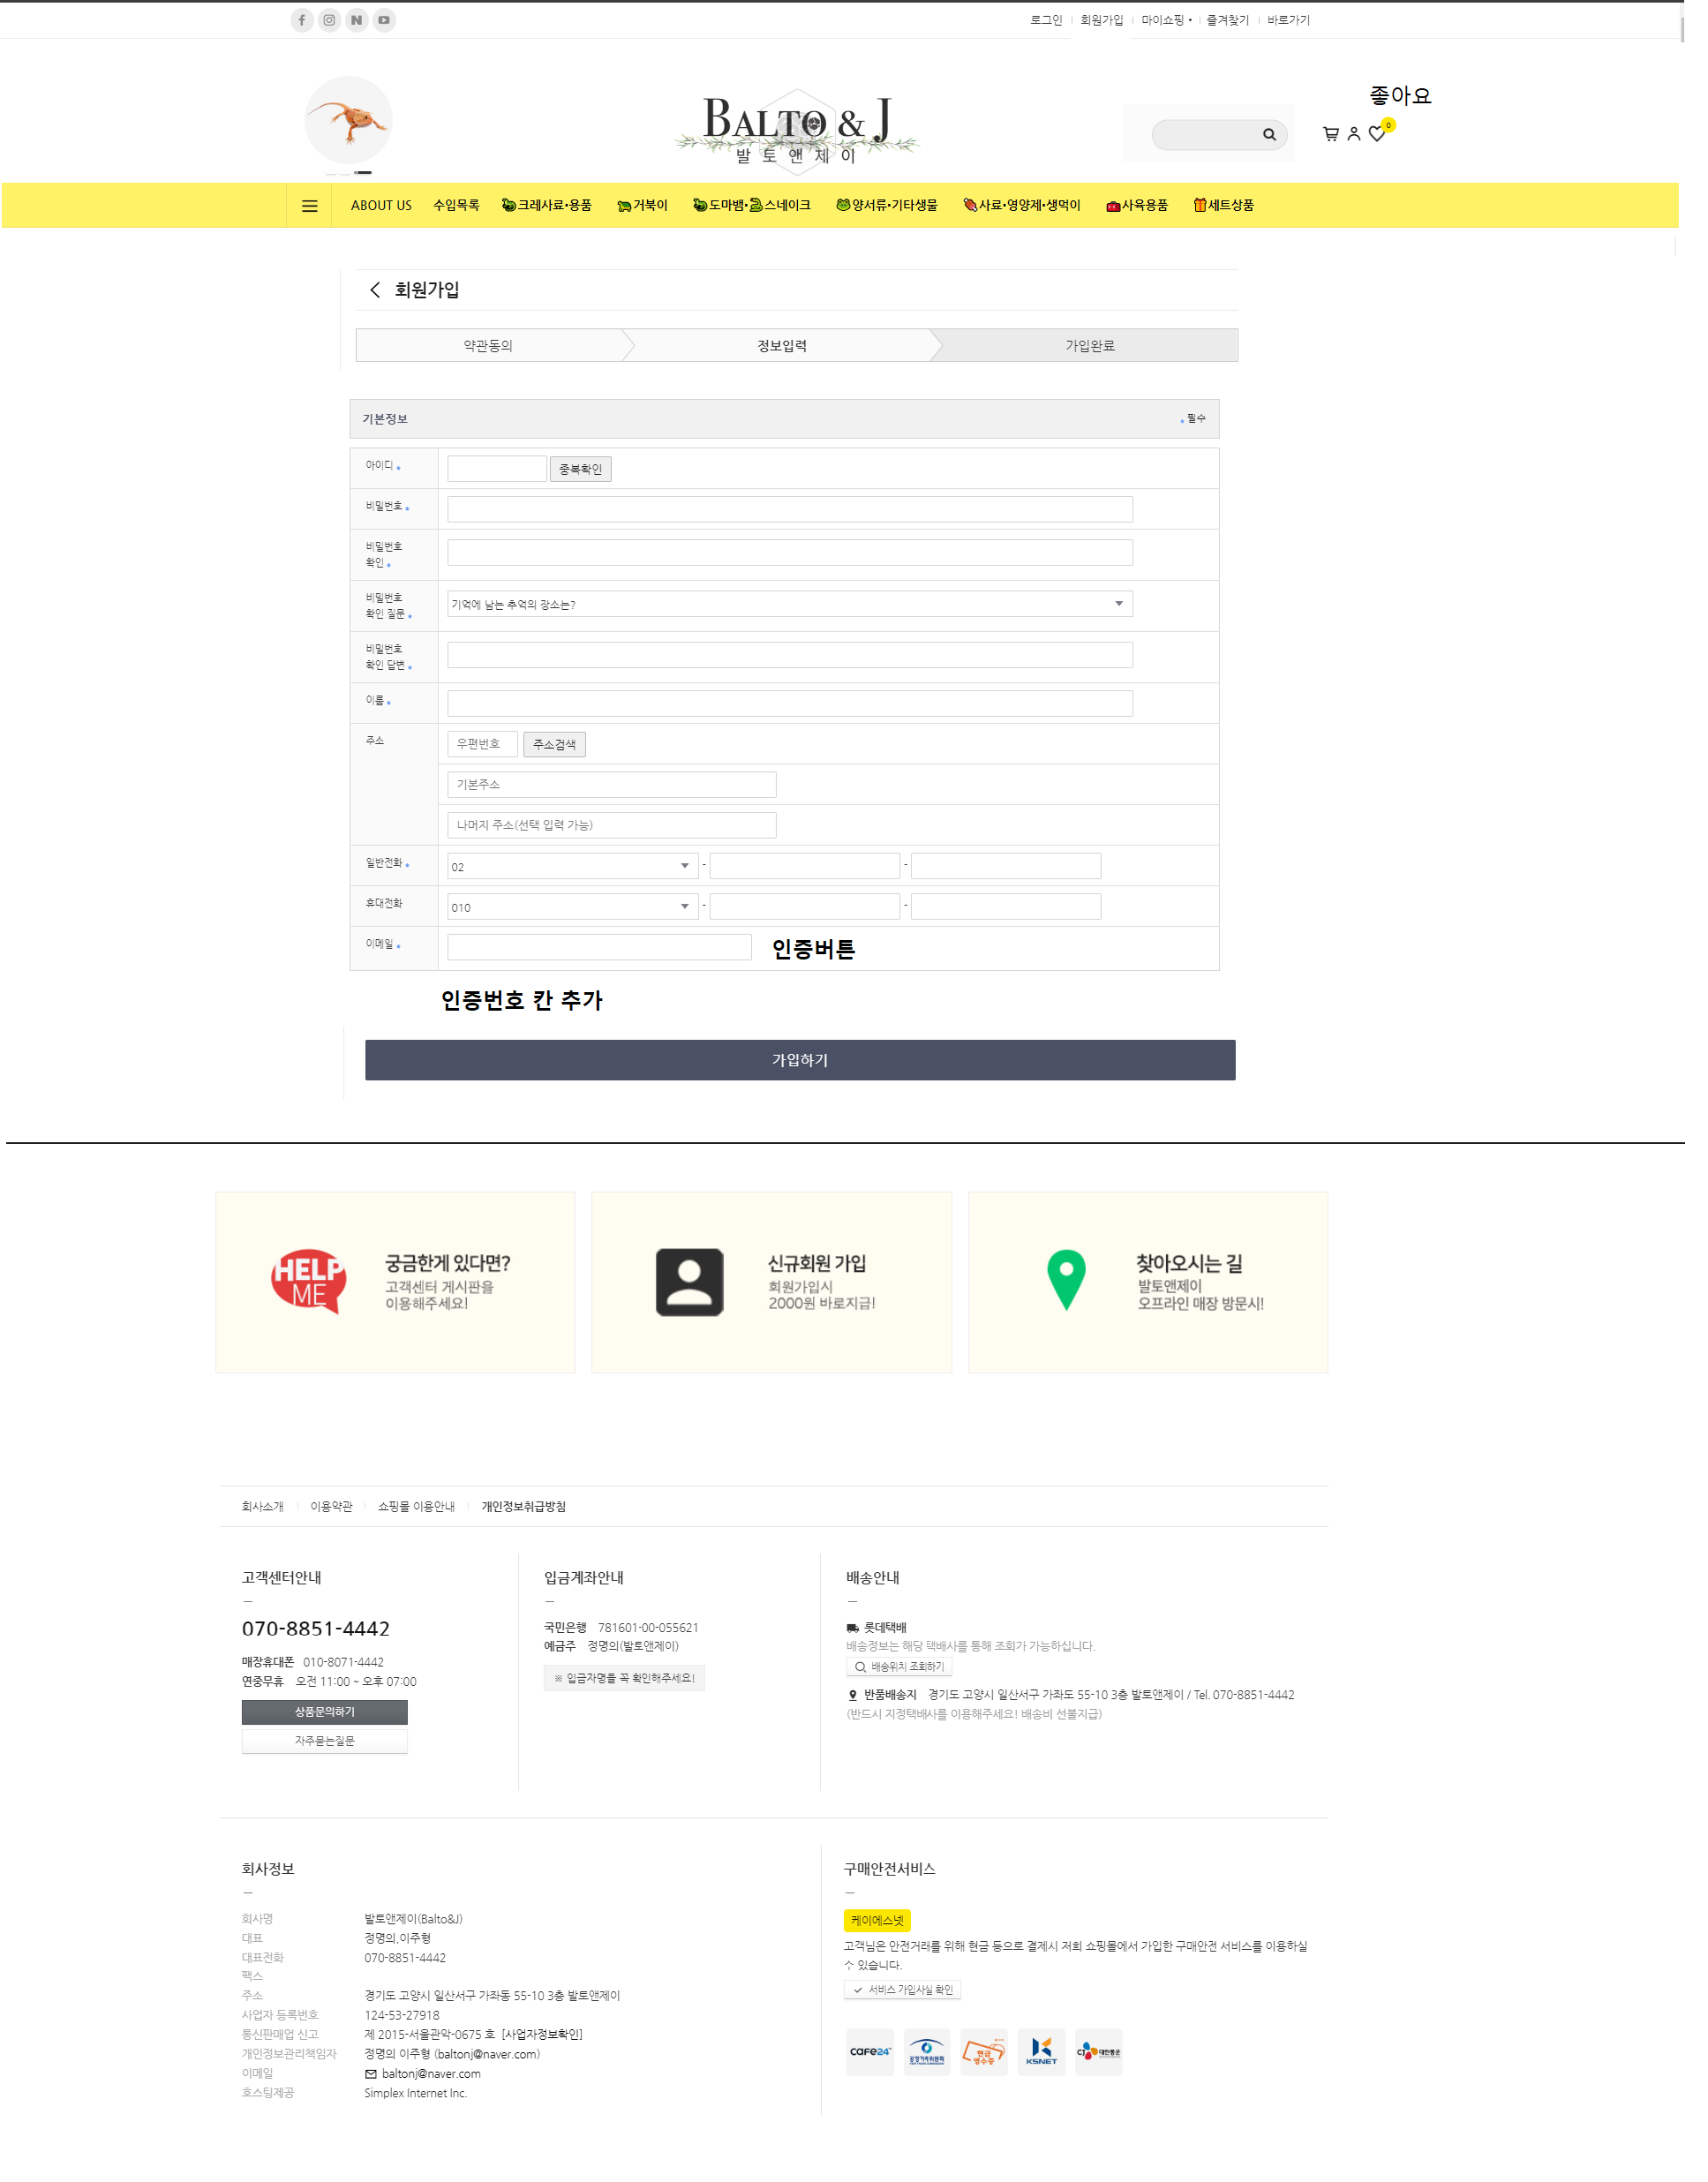 로그인 회원가입 마이쇼핑 • 즐겨찾기 바로가기
좋아요
BALTO & J
발토앤제이
0
ABOUT US 수입목록 크레사료•용품 거북이 도마뱀•스네이크 양서류•기타생물 사료•영양제•생먹이 사육용품 세트상품
회원가입
약관동의 정보입력 가입완료
기본정보 * 필수
아이디 * 중복확인
비밀번호 *
비밀번호
확인 *
비밀번호
확인 질문 * 기억에 남는 추억의 장소는?
비밀번호
확인 답변 *
이름 *
주소 우편번호 주소검색
기본주소
나머지 주소(선택 입력 가능)
일반전화 * 02 - -
휴대전화 010 - -
이메일 * 인증버튼
인증번호 칸 추가
가입하기
HELP
ME
궁금한게 있다면?
고객센터 게시판을
이용해주세요!
신규회원 가입
회원가입시
2000원 바로지급!
찾아오시는 길
발토앤제이
오프라인 매장 방문시!
회사소개 이용약관 쇼핑몰 이용안내 개인정보취급방침
고객센터안내
070-8851-4442
매장휴대폰 010-8071-4442
연중무휴 오전 11:00 ~ 오후 07:00
상품문의하기
자주묻는질문
입금계좌안내
국민은행 781601-00-055621
예금주 정명의(발토앤제이)
※ 입금자명을 꼭 확인해주세요!
배송안내
롯데택배
배송정보는 해당 택배사를 통해 조회가 가능하십니다.
배송위치 조회하기
반품배송지 경기도 고양시 일산서구 가좌도 55-10 3층 발토앤제이 / Tel. 070-8851-4442
(반드시 지정택배사를 이용해주세요! 배송비 선불지급)
회사정보
회사명 발토앤제이(Balto&J)
대표 정명의,이주형
대표전화 070-8851-4442
팩스
주소 경기도 고양시 일산서구 가좌동 55-10 3층 발토앤제이
사업자 등록번호 124-53-27918
통신판매업 신고 제 2015-서울관악-0675 호 [사업자정보확인]
개인정보관리책임자 정명의 이주형 (baltonj@naver.com)
이메일 baltonj@naver.com
호스팅제공 Simplex Internet Inc.
구매안전서비스
케이에스넷
고객님은 안전거래를 위해 현금 등으로 결제시 저희 쇼핑몰에서 가입한 구매안전 서비스를 이용하실
수 있습니다.
서비스 가입사실 확인
CAFE24 공정거래위원회 현금영수증 KSNET CJ 대한통운